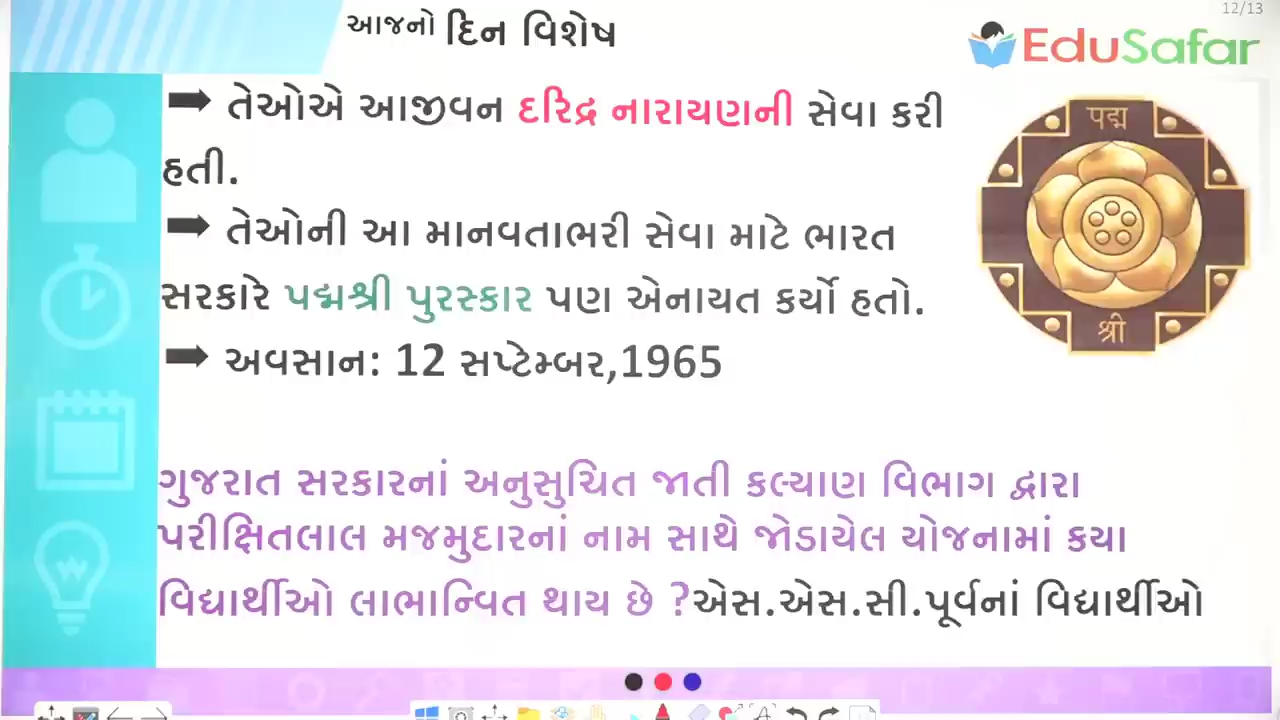 12/13
આજનો દિન વિશેષ
EduSafar
➡ તેઓએ આજીવન દરિદ્ર નારાયણની સેવા કરી
હતી.
➡ તેઓની આ માનવતાભરી સેવા માટે ભારત
સરકારે પદ્મશ્રી પુરસ્કાર પણ એનાયત કર્યો હતો.
➡ અવસાન: 12 સપ્ટેમ્બર,1965
पद्म
श्री
ગુજરાત સરકારનાં અનુસુચિત જાતી કલ્યાણ વિભાગ દ્વારા
પરીક્ષિતલાલ મજમુદારનાં નામ સાથે જોડાયેલ યોજનામાં કયા
વિદ્યાર્થીઓ લાભાન્વિત થાય છે ?એસ.એસ.સી.પૂર્વનાં વિદ્યાર્થીઓ